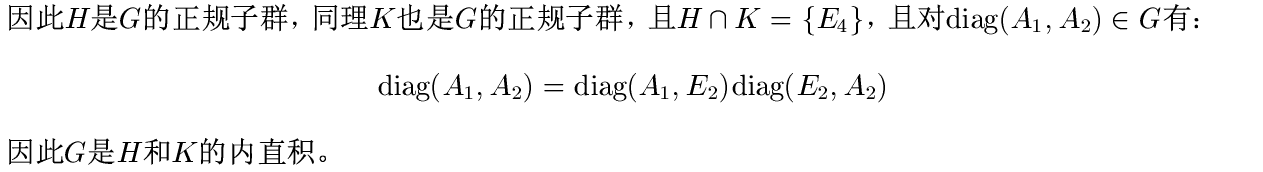 因此H是G的正规子群，同理K也是G的正规子群，且H ∩ K = {E₄}，且对diag(A₁, A₂) ∈ G有：
diag(A₁, A₂) = diag(A₁, E₂)diag(E₂, A₂)
因此G是H和K的内直积。